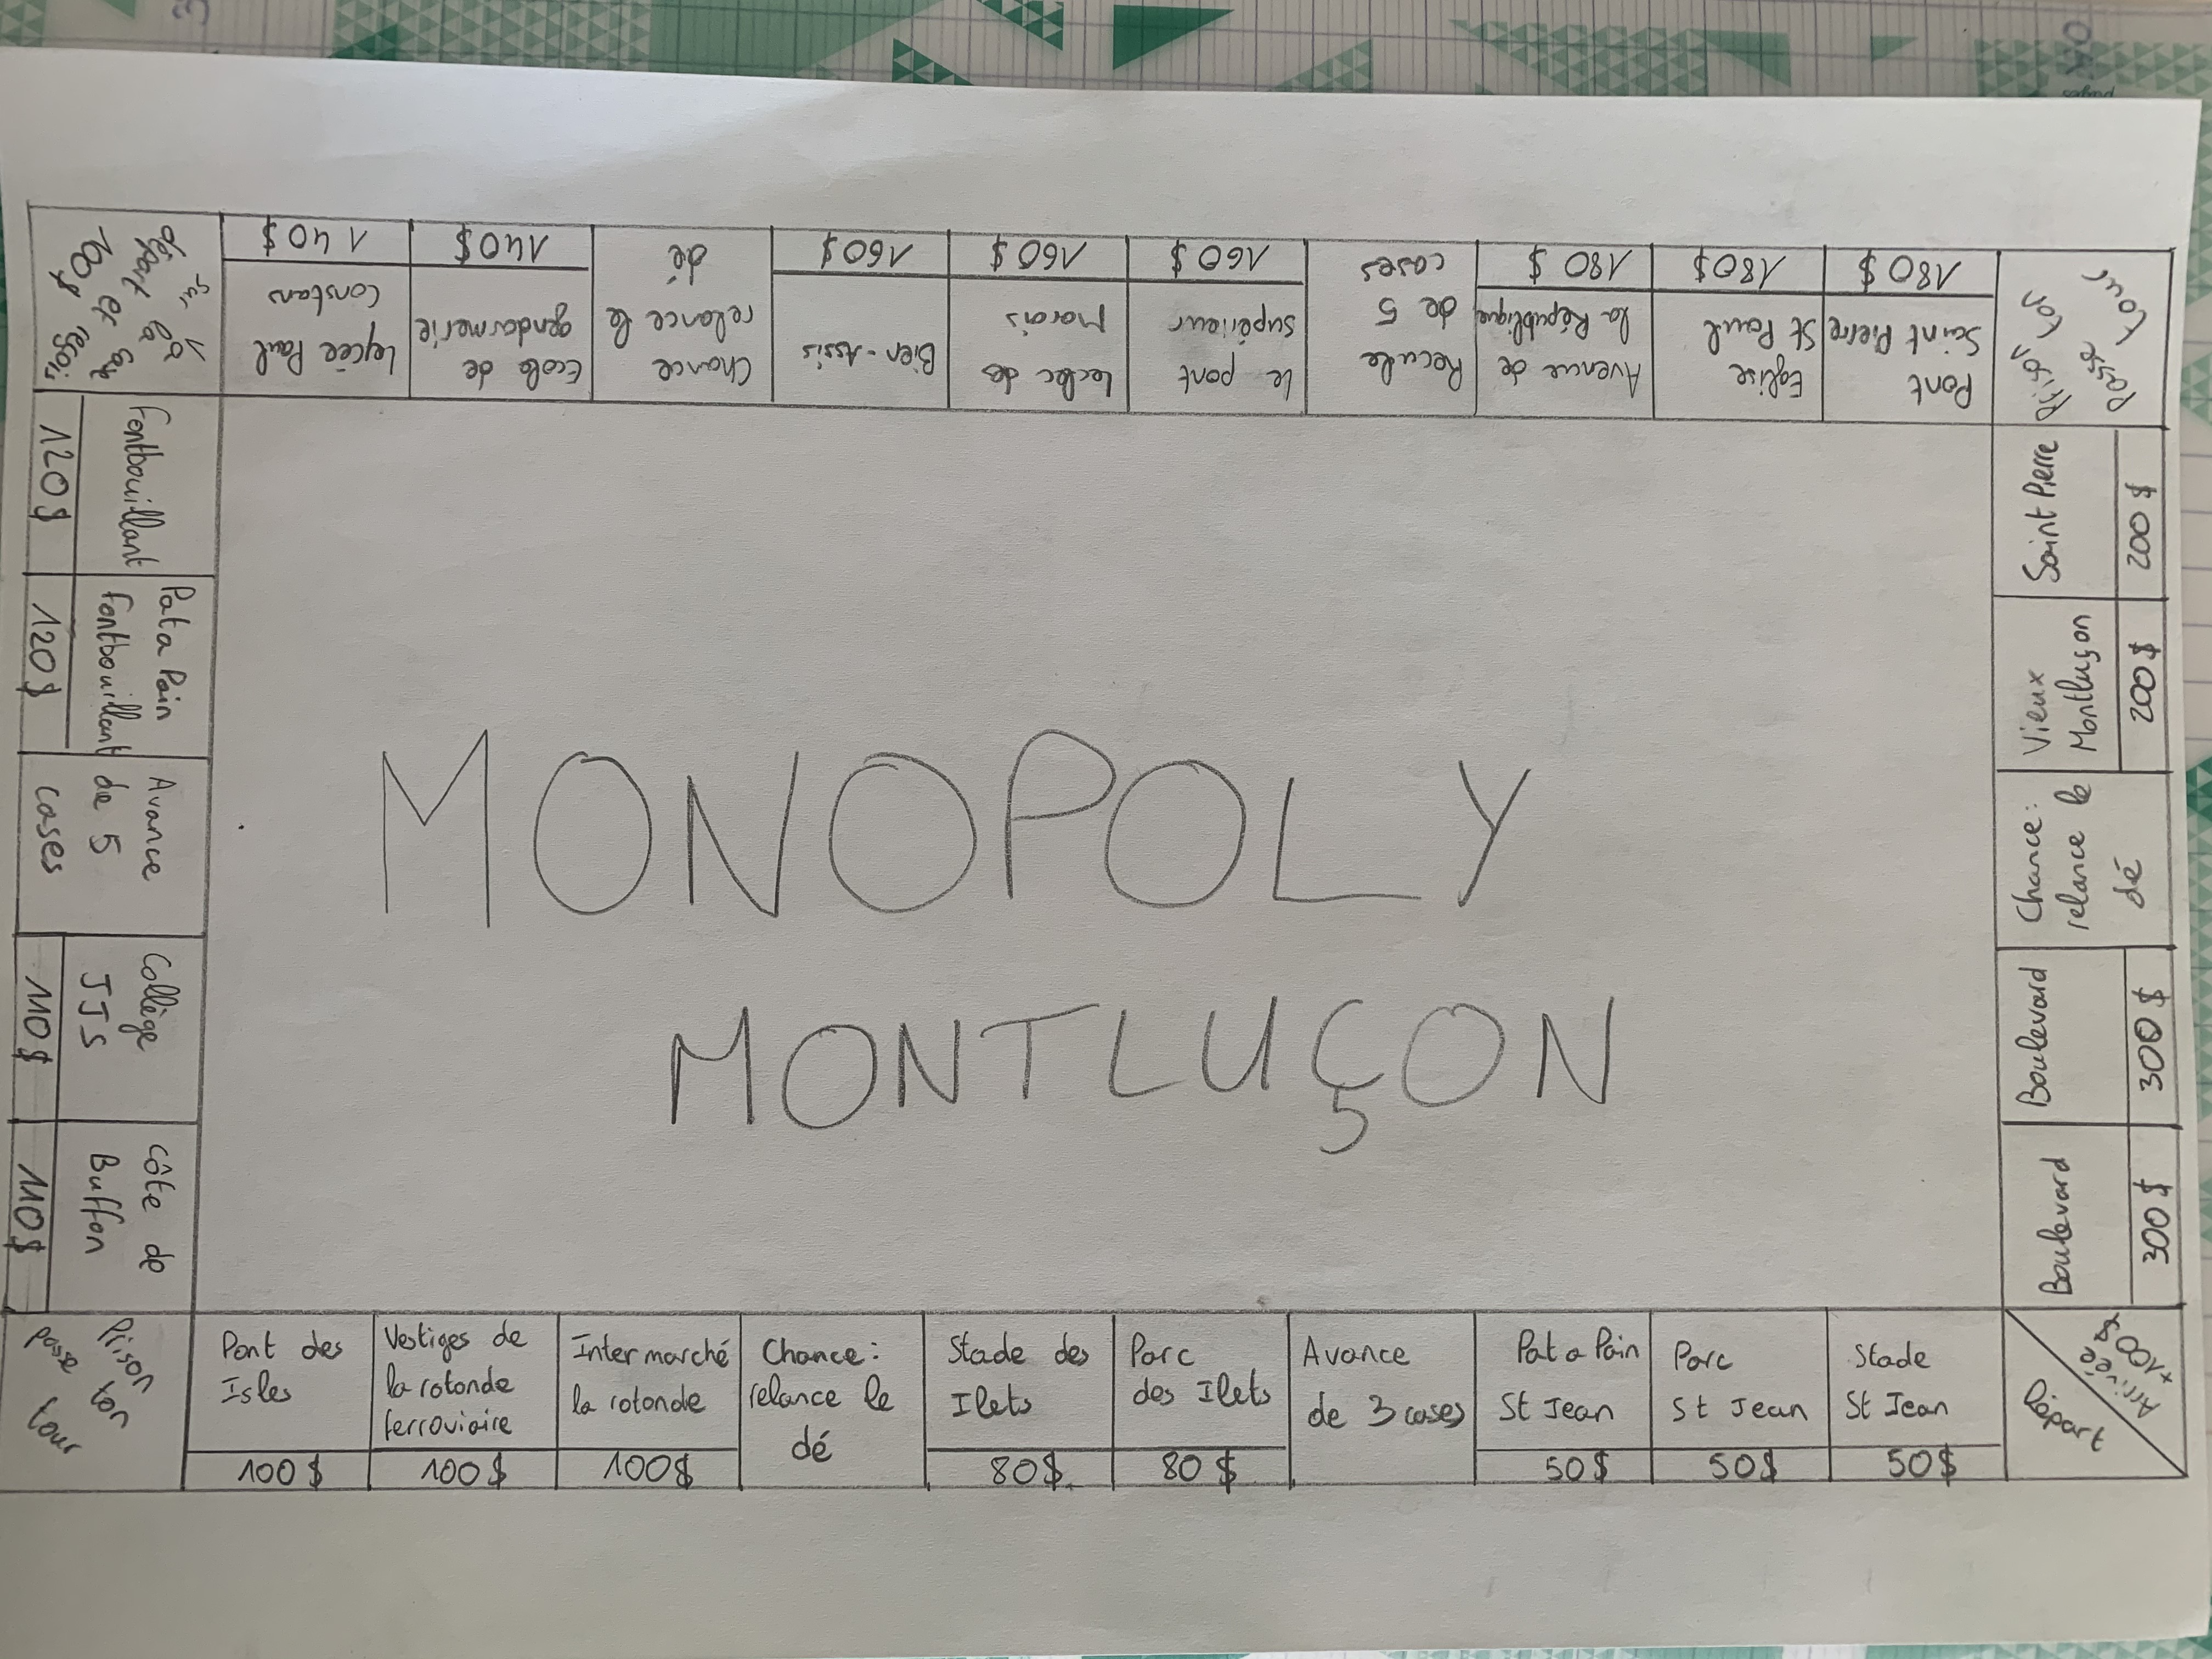 MONOPOLY
MONTLUÇON
Départ
Arrivée
+100$
Stade
St Jean
50$
Parc
St Jean
50$
Pat a Pain
St Jean
50$
Avance
de 3 cases
Parc
des Ilets
80$
Stade des
Ilets
80$
Chance:
relance le
dé
Inter marché
la rotonde
100$
Vestiges de
la rotonde
ferroviaire
100$
Pont des
Isles
100$
Prison
Passe ton
tour
Côte de
Buffon
110$
Collège
JJS
110$
Avance
de 5
cases
Pat a Pain
Fontbouillant
120$
Fontbouillant
120$
Va à la case
départ et
reçoi
100$
Leycée Paul
Constans
140$
Ecole de
gendarmerie
140$
Chance
relance le
dé
Bien-Assis
160$
Leclec des
Marais
160$
Le pont
supérieur
160$
Recule
de 5
cases
Avenue de
la République
180$
Eglise
St Paul
180$
Pont
Saint Pierre
180$
Prison
Passe ton
tour
Saint Pierre
200$
Vieux
Montluçon
200$
Chance:
relance le
dé
Boulevard
300$
Boulevard
300$